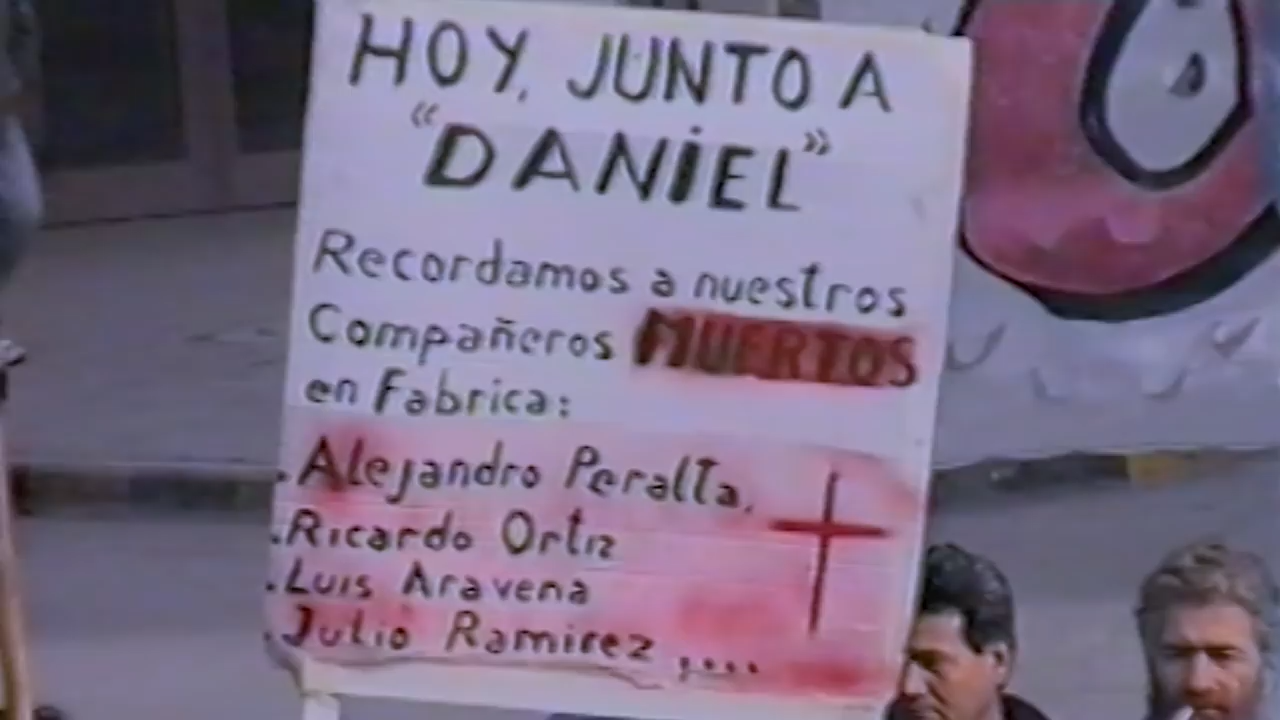 HOY, JUNTO A
"DANiEL"
Recordamos a nuestros
Compañeros MUERTOS
en Fabrica:
. Alejandro Peralta,
. Ricardo Ortiz
. Luis Aravena
. Julio Ramirez ,....